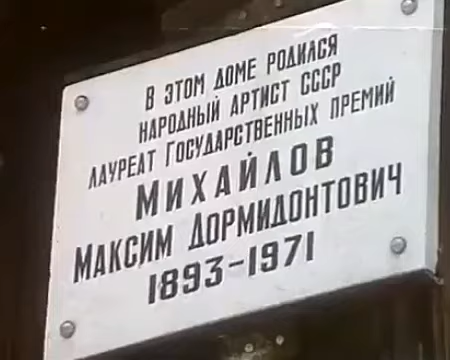 В ЭТОМ ДОМЕ РОДИЛСЯ
НАРОДНЫЙ АРТИСТ СССР
ЛАУРЕАТ ГОСУДАРСТВЕННЫХ ПРЕМИЙ
МИХАЙЛОВ
МАКСИМ ДОРМИДОНТОВИЧ
1893-1971